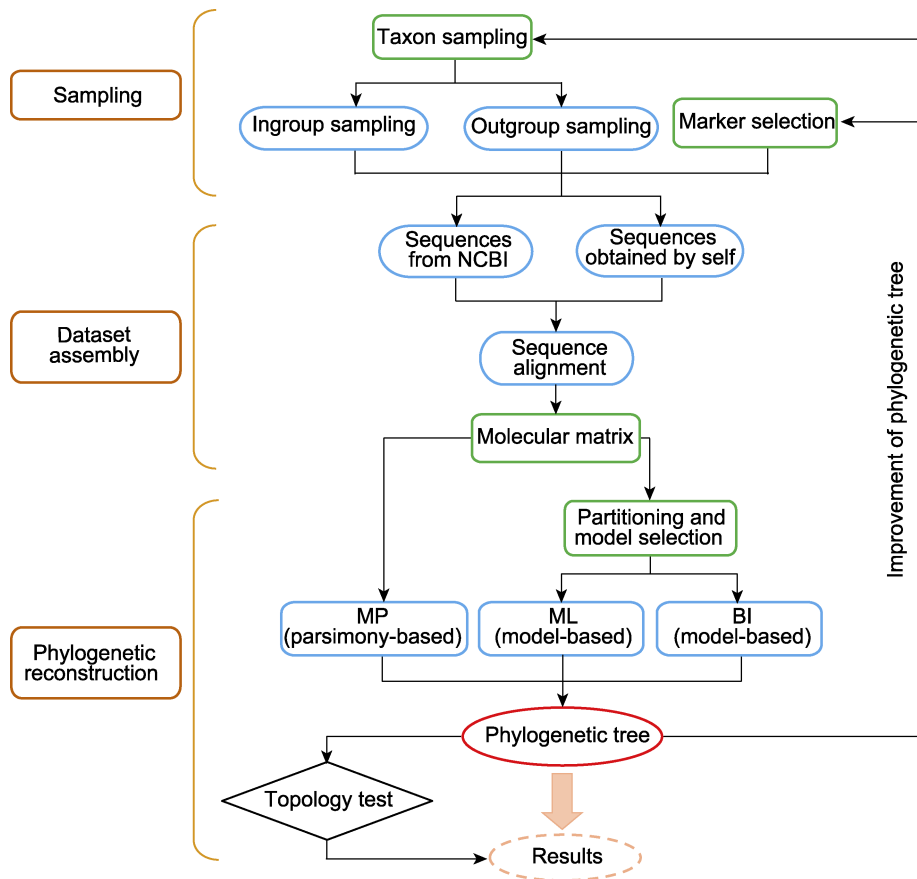 Taxon sampling
Sampling
Ingroup sampling
Outgroup sampling
Marker selection
Sequences
from NCBI
Sequences
obtained by self
Dataset
assembly
Sequence
alignment
Molecular matrix
Improvement of phylogenetic tree
Partitioning and
model selection
MP
(parsimony-based)
ML
(model-based)
BI
(model-based)
Phylogenetic
reconstruction
Phylogenetic tree
Topology test
Results